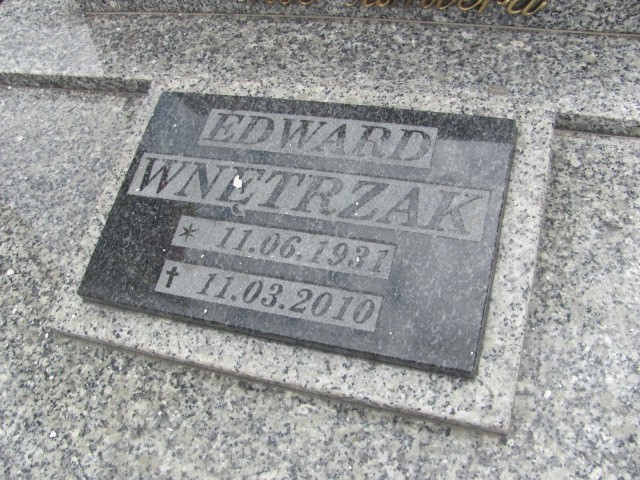 EDWARD
WNĘTRZAK
* 11.06.1931
† 11.03.2010